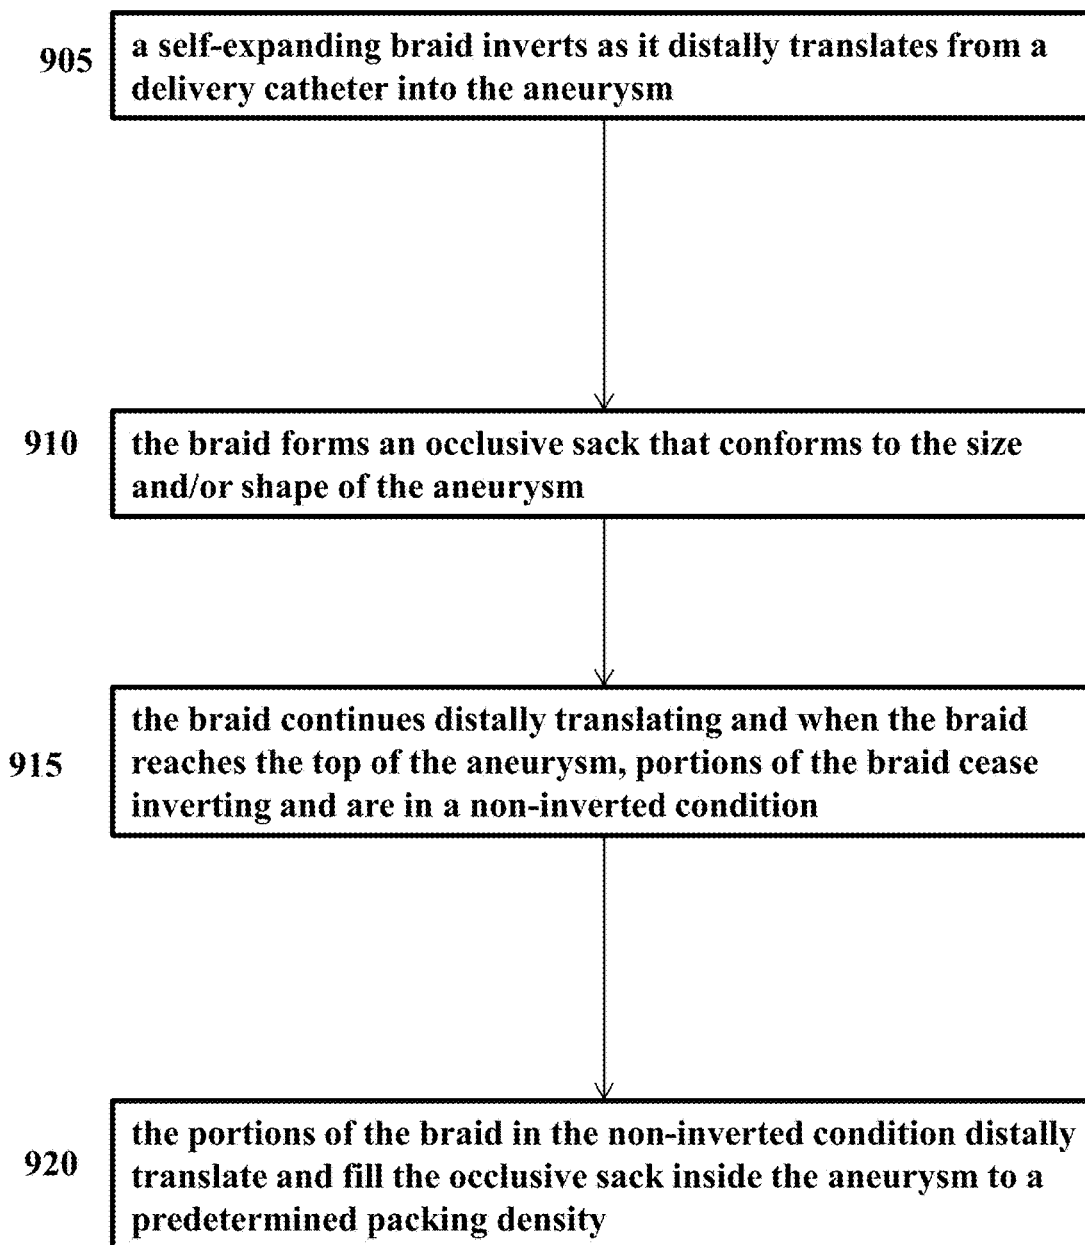 905
a self-expanding braid inverts as it distally translates from a
delivery catheter into the aneurysm
910
the braid forms an occlusive sack that conforms to the size
and/or shape of the aneurysm
915
the braid continues distally translating and when the braid
reaches the top of the aneurysm, portions of the braid cease
inverting and are in a non-inverted condition
920
the portions of the braid in the non-inverted condition distally
translate and fill the occlusive sack inside the aneurysm to a
predetermined packing density